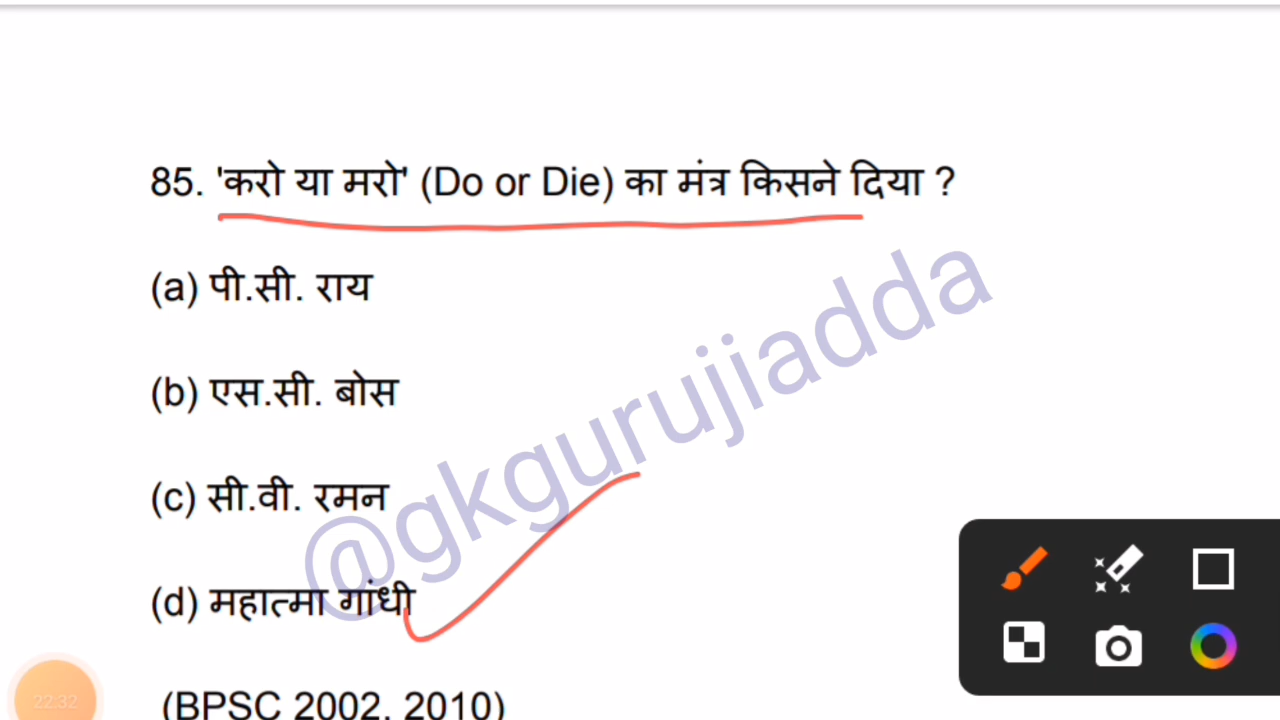 85. 'करो या मरो' (Do or Die) का मंत्र किसने दिया ?
(a) पी.सी. राय
(b) एस.सी. बोस
(c) सी.वी. रमन
(d) महात्मा गांधी
(BPSC 2002, 2010)
@gkgurujiadda
22:32